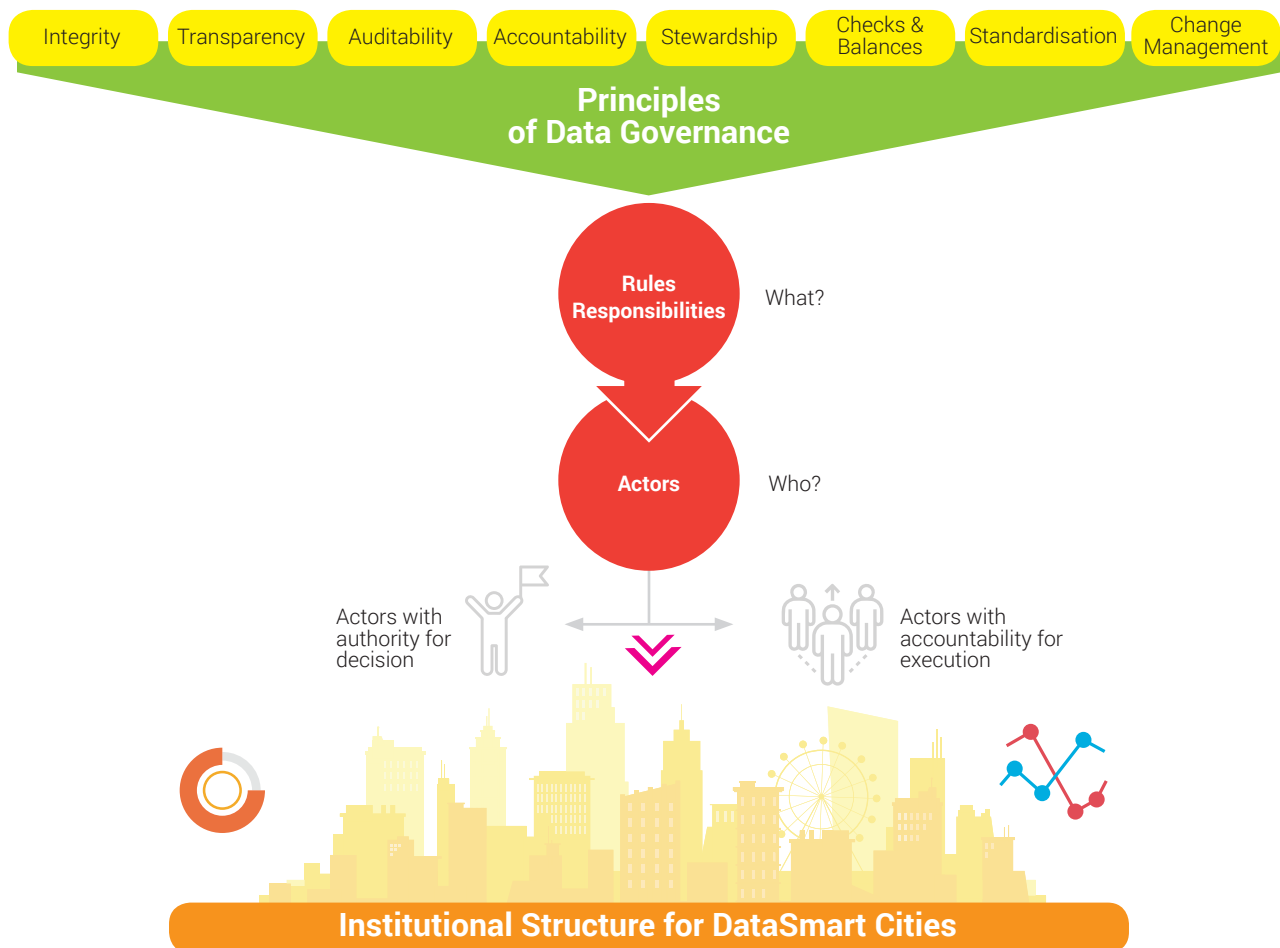 Integrity
Transparency
Auditability
Accountability
Stewardship
Checks &
Balances
Standardisation
Change
Management
Principles
of Data Governance
Rules
Responsibilities
What?
Actors
Who?
Actors with
authority for
decision
Actors with
accountability for
execution
Institutional Structure for DataSmart Cities